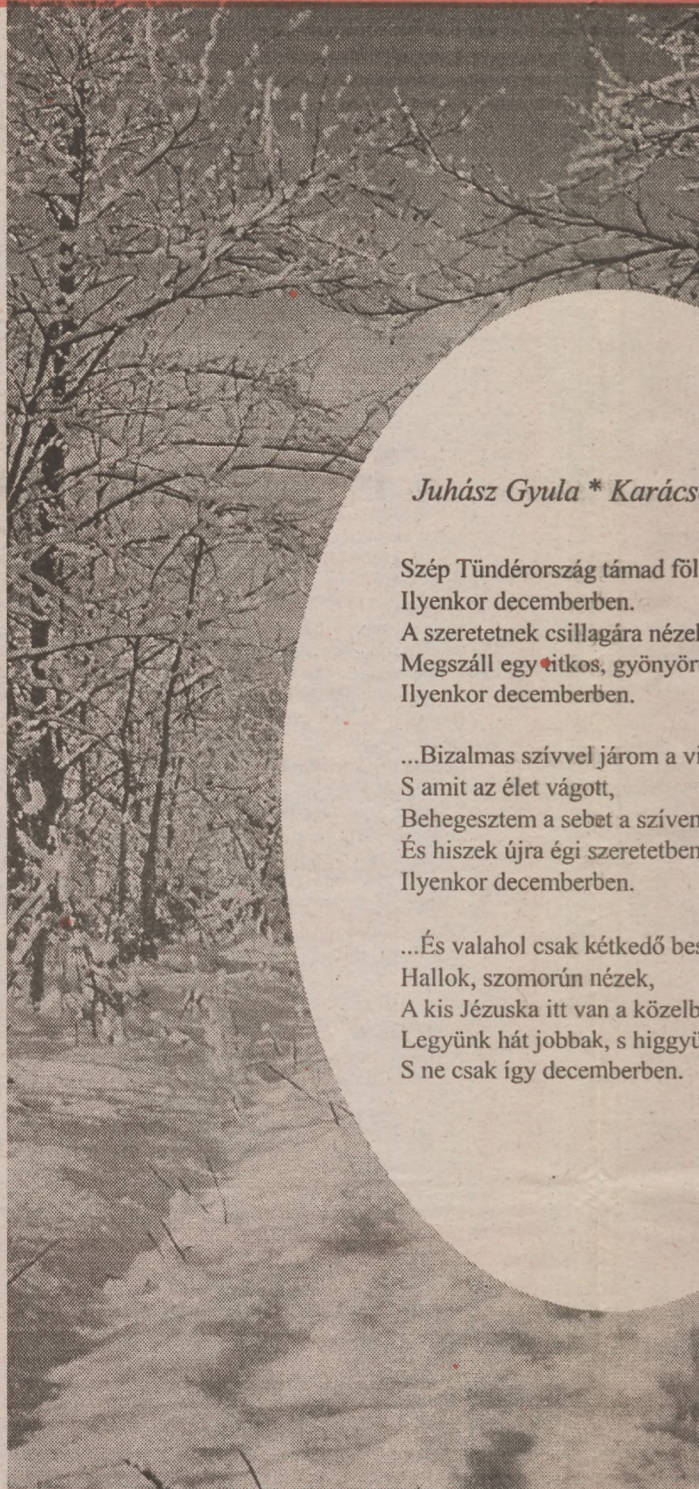 Juhász Gyula * Karács
Szép Tündérország támad föl
Ilyenkor decemberben.
A szeretetnek csillagára nézek
Megszáll egy titkos, gyönyör
Ilyenkor decemberben.
...Bizalmas szívvel járom a vi
S amit az élet vágott,
Behegesztem a sebet a szívem
És hiszek újra égi szeretetben
Ilyenkor decemberben.
...És valahol csak kétkedő bes
Hallok, szomorún nézek,
A kis Jézuska itt van a közelb
Legyünk hát jobbak, s higgyü
S ne csak így decemberben.